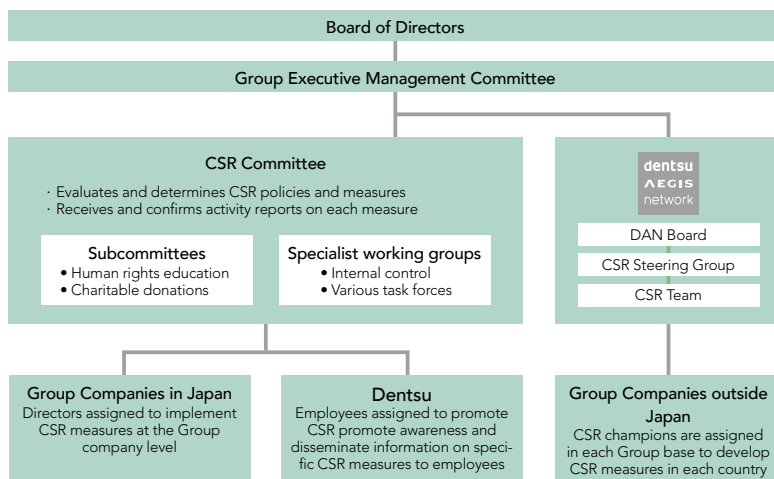 Board of Directors
Group Executive Management Committee
CSR Committee
· Evaluates and determines CSR policies and measures
· Receives and confirms activity reports on each measure
Subcommittees
• Human rights education
• Charitable donations
Specialist working groups
• Internal control
• Various task forces
dentsu
AEGIS
network
DAN Board
CSR Steering Group
CSR Team
Group Companies in Japan
Directors assigned to implement
CSR measures at the Group
company level
Dentsu
Employees assigned to promote
CSR promote awareness and
disseminate information on speci-
fic CSR measures to employees
Group Companies outside
Japan
CSR champions are assigned
in each Group base to develop
CSR measures in each country